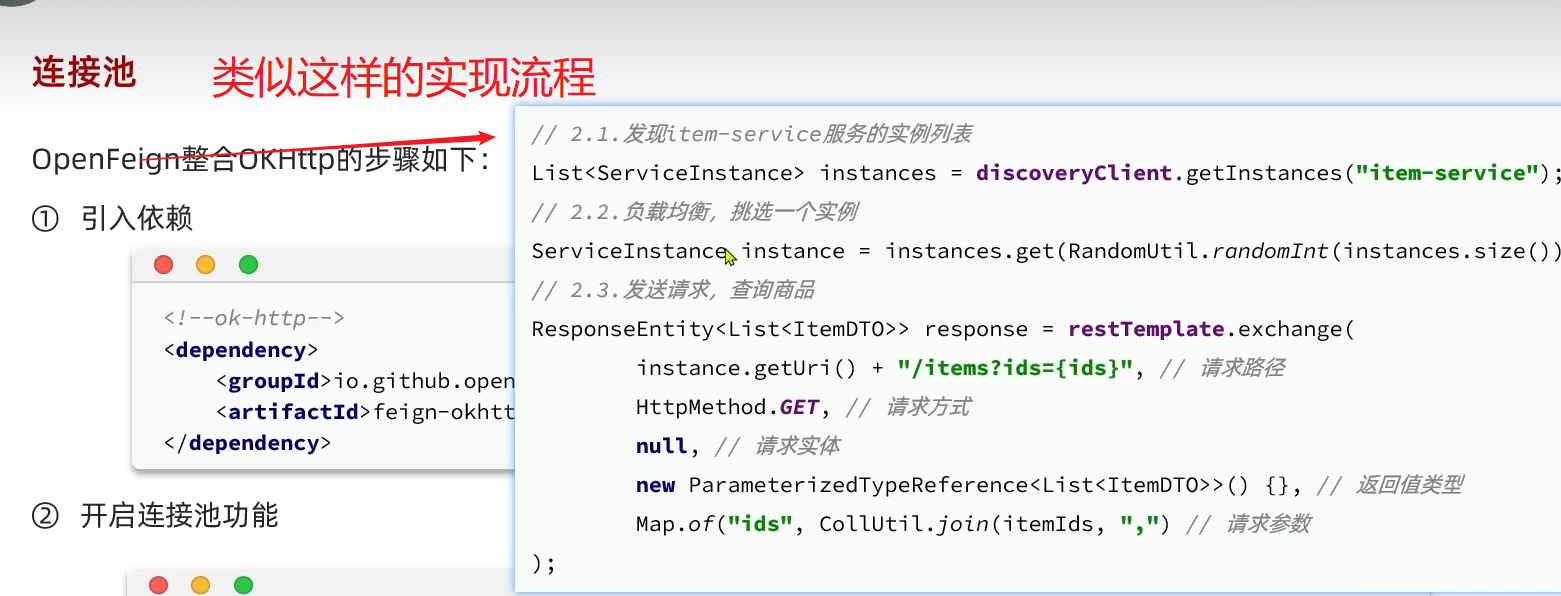 连接池
类似这样的实现流程
OpenFeign整合OKHttp的步骤如下：
① 引入依赖
<!--ok-http-->
<dependency>
<groupId>io.github.open
<artifactId>feign-okhtt
</dependency>
② 开启连接池功能
// 2.1.发现item-service服务的实例列表
List<ServiceInstance> instances = discoveryClient.getInstances("item-service");
// 2.2.负载均衡，挑选一个实例
ServiceInstance instance = instances.get(RandomUtil.randomInt(instances.size())
// 2.3.发送请求，查询商品
ResponseEntity<List<ItemDTO>> response = restTemplate.exchange(
instance.getUri() + "/items?ids={ids}", // 请求路径
HttpMethod.GET, // 请求方式
null, // 请求实体
new ParameterizedTypeReference<List<ItemDTO>>() {}, // 返回值类型
Map.of("ids", CollUtil.join(itemIds, ",") // 请求参数
);